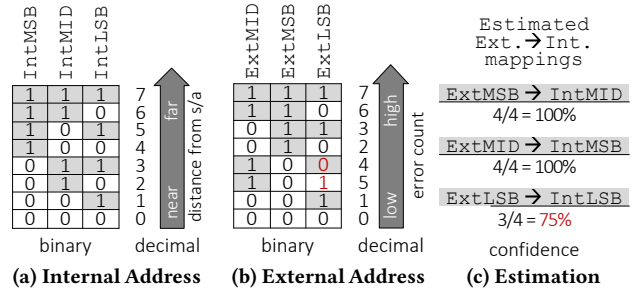 IntMSB IntMID IntLSB
1 1 1 7
1 1 0 6
1 0 1 5
1 0 0 4
0 1 1 3
0 1 0 2
0 0 1 1
0 0 0 0
near far
distance from s/a
binary decimal
(a) Internal Address
ExtMID ExtMSB ExtLSB
1 1 1 7
1 1 0 6
0 1 1 3
0 1 0 2
1 0 0 4
1 0 1 5
0 0 1 1
0 0 0 0
low high
error count
binary decimal
(b) External Address
Estimated
Ext.→Int.
mappings
ExtMSB→IntMID
4/4 = 100%
ExtMID→IntMSB
4/4 = 100%
ExtLSB→IntLSB
3/4 = 75%
confidence
(c) Estimation